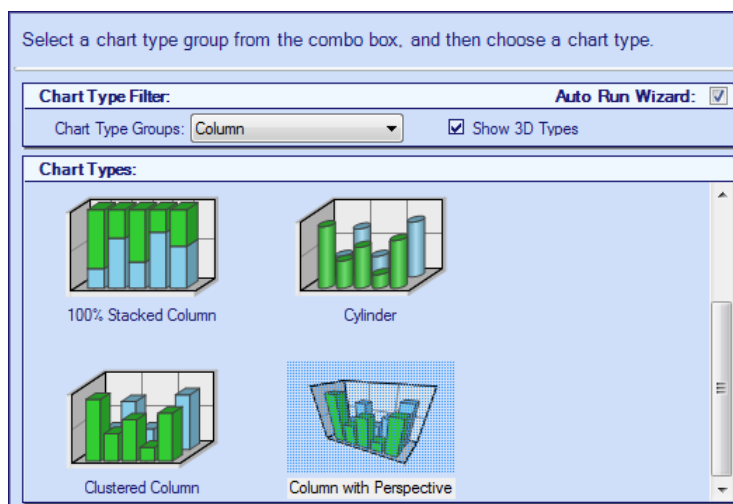 Select a chart type group from the combo box, and then choose a chart type.
Chart Type Filter: Auto Run Wizard:
Chart Type Groups: Column Show 3D Types
Chart Types:
100% Stacked Column Cylinder
Clustered Column Column with Perspective